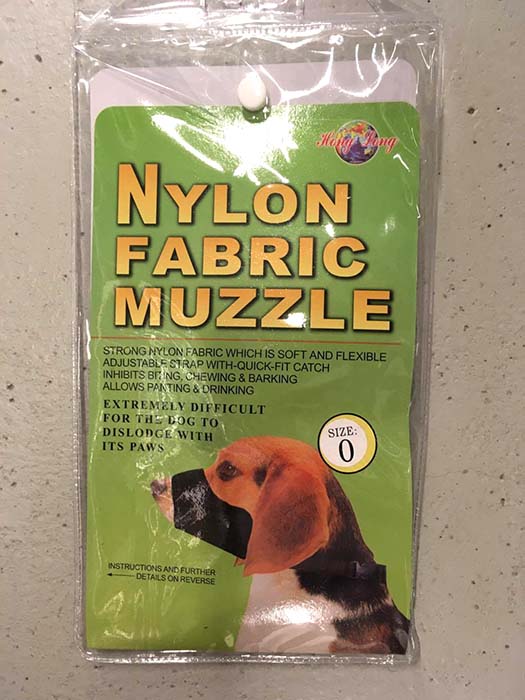 Hong Long
NYLON
FABRIC
MUZZLE
STRONG NYLON FABRIC WHICH IS SOFT AND FLEXIBLE
ADJUSTABLE STRAP WITH-QUICK-FIT CATCH
INHIBITS BITING, CHEWING & BARKING
ALLOWS PANTING & DRINKING
EXTREMELY DIFFICULT
FOR THE DOG TO
DISLODGE WITH
ITS PAWS
SIZE:
0
INSTRUCTIONS AND FURTHER
DETAILS ON REVERSE